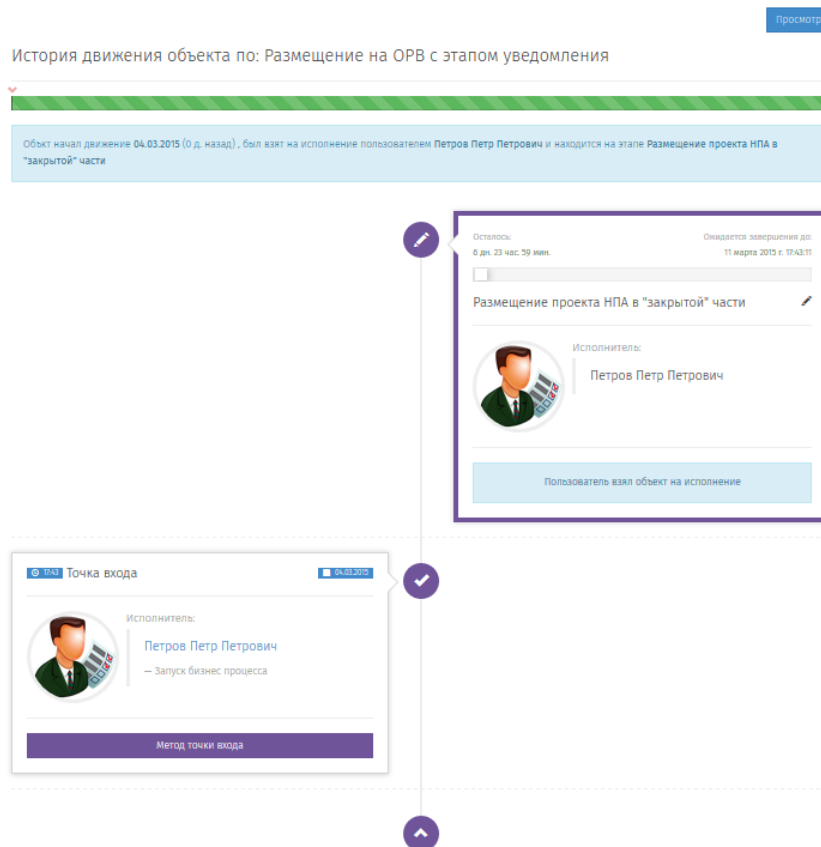 Просмотр
История движения объекта по: Размещение на ОРВ с этапом уведомления
Объкт начал движение 04.03.2015 (0 д. назад) , был взят на исполнение пользователем Петров Петр Петрович и находится на этапе Размещение проекта НПА в
"закрытой" части
Осталось: Ожидается завершения до:
6 дн. 23 час. 59 мин. 11 марта 2015 г. 17:43:11
Размещение проекта НПА в "закрытой" части
Исполнитель:
Петров Петр Петрович
Пользователь взял объект на исполнение
17:43 Точка входа 04.03.2015
Исполнитель:
Петров Петр Петрович
— Запуск бизнес процесса
Метод точки входа